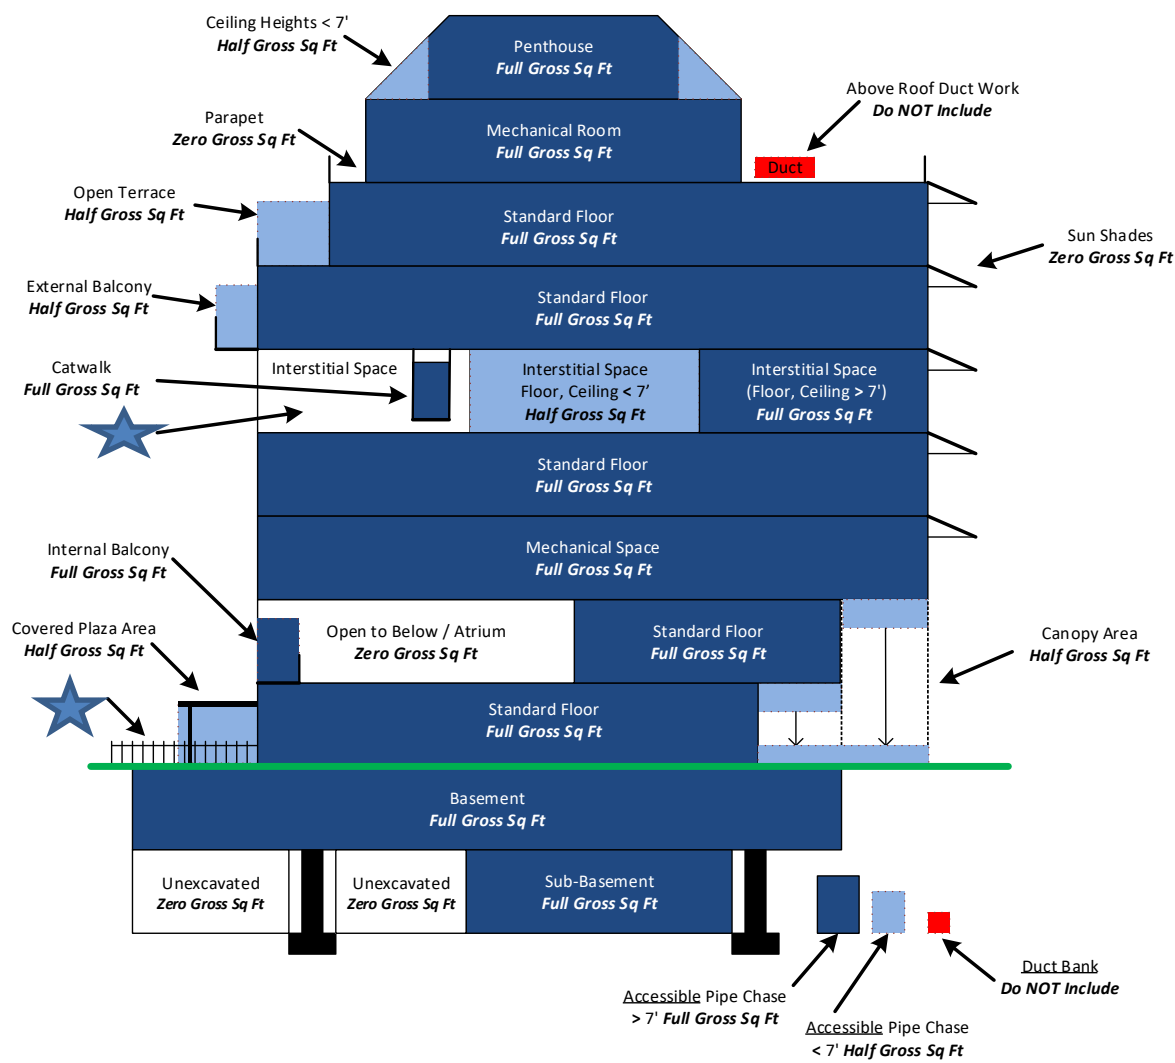 Ceiling Heights < 7'
Half Gross Sq Ft
Penthouse
Full Gross Sq Ft
Above Roof Duct Work
Do NOT Include
Parapet
Zero Gross Sq Ft
Mechanical Room
Full Gross Sq Ft
Duct
Open Terrace
Half Gross Sq Ft
Standard Floor
Full Gross Sq Ft
Sun Shades
Zero Gross Sq Ft
External Balcony
Half Gross Sq Ft
Standard Floor
Full Gross Sq Ft
Catwalk
Full Gross Sq Ft
Interstitial Space
Interstitial Space
Floor, Ceiling < 7’
Half Gross Sq Ft
Interstitial Space
(Floor, Ceiling > 7')
Full Gross Sq Ft
Standard Floor
Full Gross Sq Ft
Mechanical Space
Full Gross Sq Ft
Internal Balcony
Full Gross Sq Ft
Covered Plaza Area
Half Gross Sq Ft
Open to Below / Atrium
Zero Gross Sq Ft
Standard Floor
Full Gross Sq Ft
Canopy Area
Half Gross Sq Ft
Standard Floor
Full Gross Sq Ft
Basement
Full Gross Sq Ft
Unexcavated
Zero Gross Sq Ft
Unexcavated
Zero Gross Sq Ft
Sub-Basement
Full Gross Sq Ft
Duct Bank
Do NOT Include
Accessible Pipe Chase
> 7' Full Gross Sq Ft
Accessible Pipe Chase
< 7' Half Gross Sq Ft